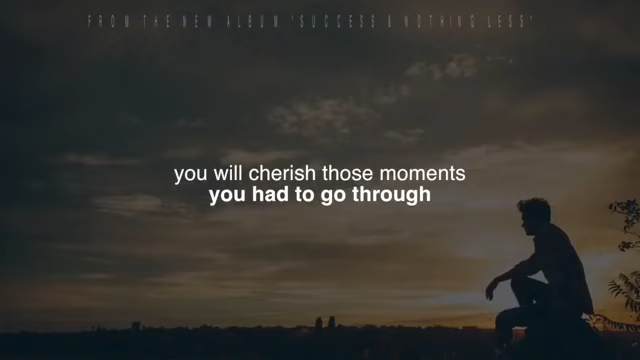 FROM THE NEW ALBUM 'SUCCESS & NOTHING LESS'
you will cherish those moments
you had to go through